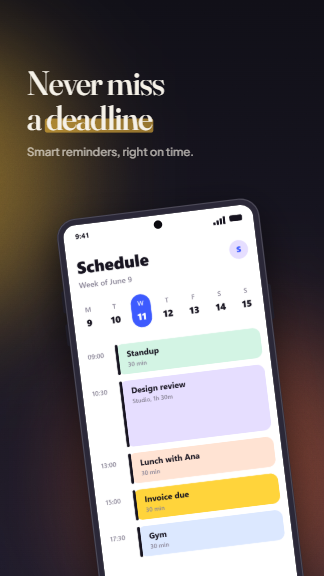 Never miss
a deadline
Smart reminders, right on time.
9:41
Schedule
S
Week of June 9
M T W T F S S
9 10 11 12 13 14 15
09:00 Standup
30 min
10:30 Design review
Studio, 1h 30m
13:00 Lunch with Ana
30 min
15:00 Invoice due
30 min
17:30 Gym
30 min